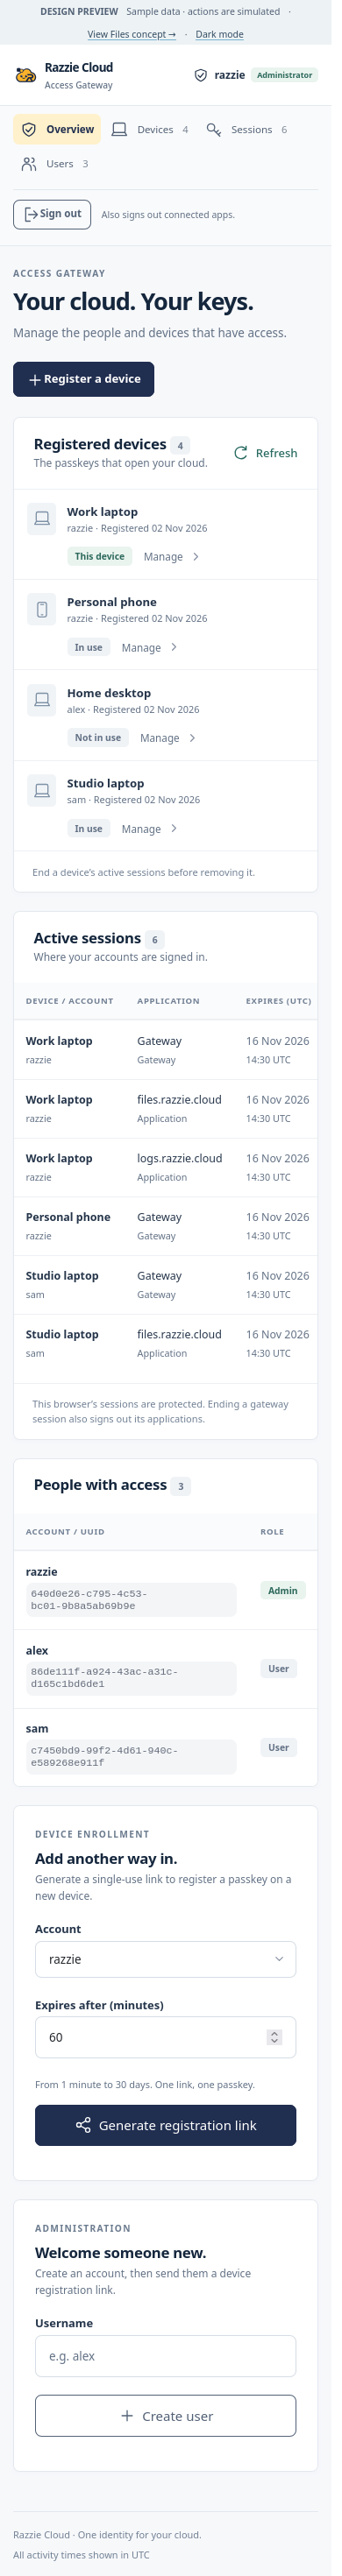 DESIGN PREVIEW Sample data · actions are simulated ·
View Files concept → · Dark mode
Razzie Cloud
Access Gateway
razzie Administrator
Overview Devices 4 Sessions 6
Users 3
Sign out Also signs out connected apps.
ACCESS GATEWAY
Your cloud. Your keys.
Manage the people and devices that have access.
Register a device
Registered devices 4
The passkeys that open your cloud.
Refresh
Work laptop
razzie · Registered 02 Nov 2026
This device Manage
Personal phone
razzie · Registered 02 Nov 2026
In use Manage
Home desktop
alex · Registered 02 Nov 2026
Not in use Manage
Studio laptop
sam · Registered 02 Nov 2026
In use Manage
End a device's active sessions before removing it.
Active sessions 6
Where your accounts are signed in.
DEVICE / ACCOUNT APPLICATION EXPIRES (UTC)
Work laptop Gateway 16 Nov 2026
razzie Gateway 14:30 UTC
Work laptop files.razzie.cloud 16 Nov 2026
razzie Application 14:30 UTC
Work laptop logs.razzie.cloud 16 Nov 2026
razzie Application 14:30 UTC
Personal phone Gateway 16 Nov 2026
razzie Gateway 14:30 UTC
Studio laptop Gateway 16 Nov 2026
sam Gateway 14:30 UTC
Studio laptop files.razzie.cloud 16 Nov 2026
sam Application 14:30 UTC
This browser's sessions are protected. Ending a gateway
session also signs out its applications.
People with access 3
ACCOUNT / UUID ROLE
razzie
640d0e26-c795-4c53-
bc01-9b8a5ab69b9e
Admin
alex
86de111f-a924-43ac-a31c-
d165c1bd6de1
User
sam
c7450bd9-99f2-4d61-940c-
e589268e911f
User
DEVICE ENROLLMENT
Add another way in.
Generate a single-use link to register a passkey on a
new device.
Account
razzie
Expires after (minutes)
60
From 1 minute to 30 days. One link, one passkey.
Generate registration link
ADMINISTRATION
Welcome someone new.
Create an account, then send them a device
registration link.
Username
e.g. alex
Create user
Razzie Cloud · One identity for your cloud.
All activity times shown in UTC